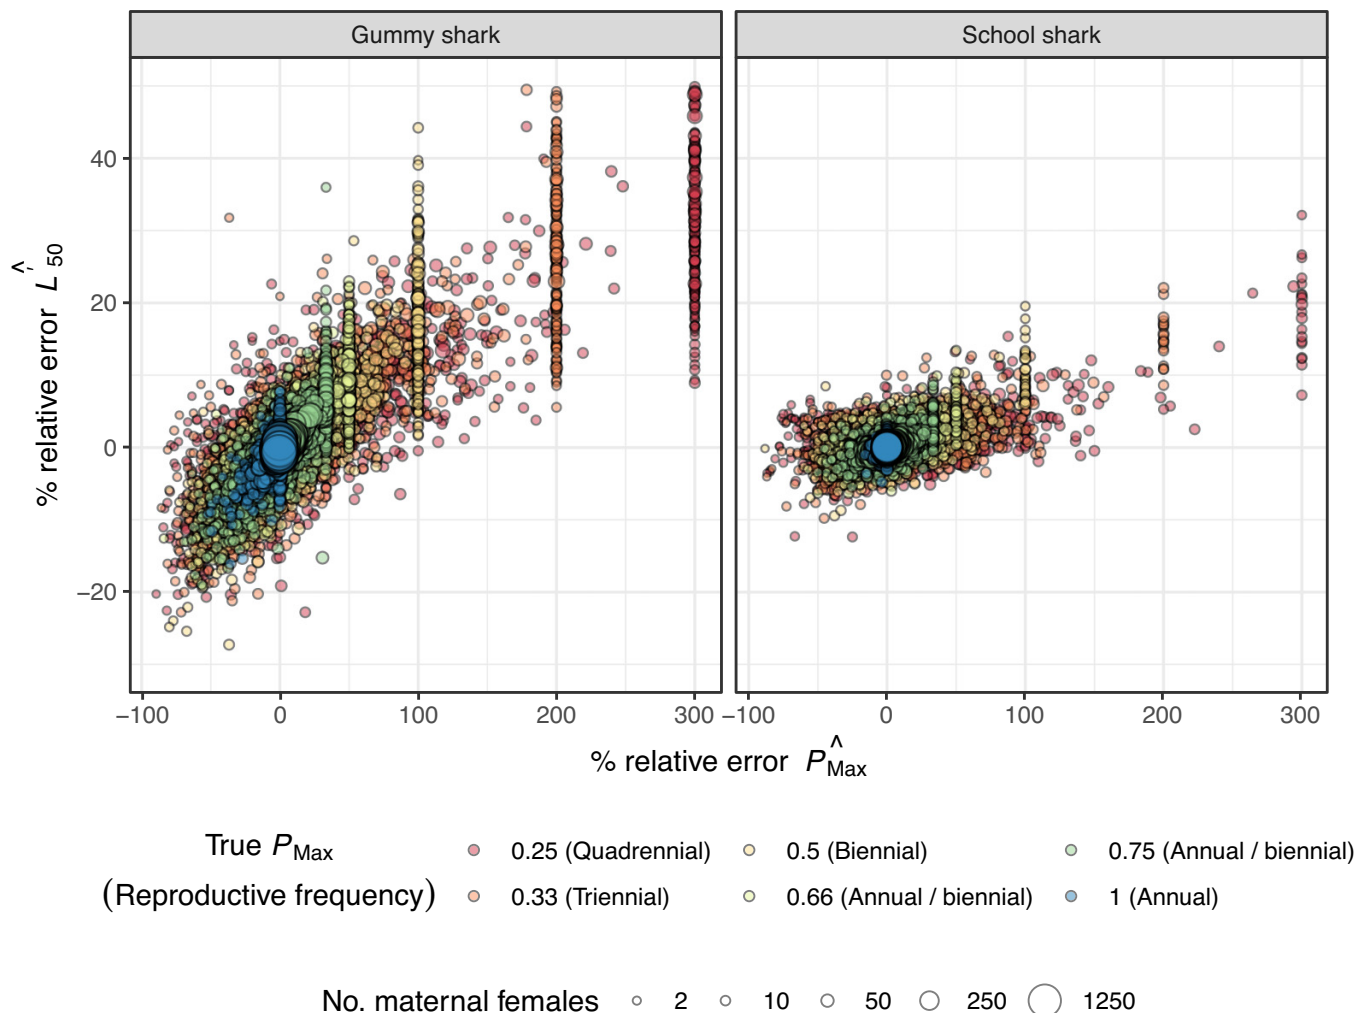 Gummy shark
School shark
% relative error L̂′50
40
20
0
−20
−100 0 100 200 300
−100 0 100 200 300
% relative error P̂Max
True PMax
(Reproductive frequency)
0.25 (Quadrennial) 0.5 (Biennial) 0.75 (Annual / biennial)
0.33 (Triennial) 0.66 (Annual / biennial) 1 (Annual)
No. maternal females 2 10 50 250 1250